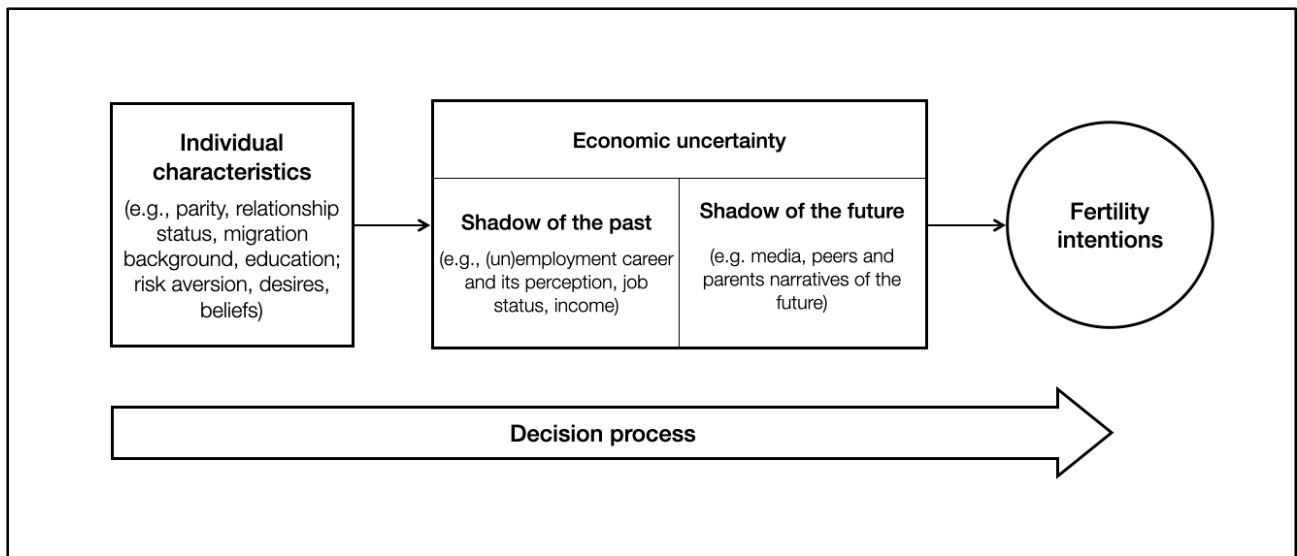 Individual
characteristics
(e.g., parity, relationship
status, migration
background, education;
risk aversion, desires,
beliefs)
Economic uncertainty
Shadow of the past
(e.g., (un)employment career
and its perception, job
status, income)
Shadow of the future
(e.g. media, peers and
parents narratives of the
future)
Fertility
intentions
Decision process